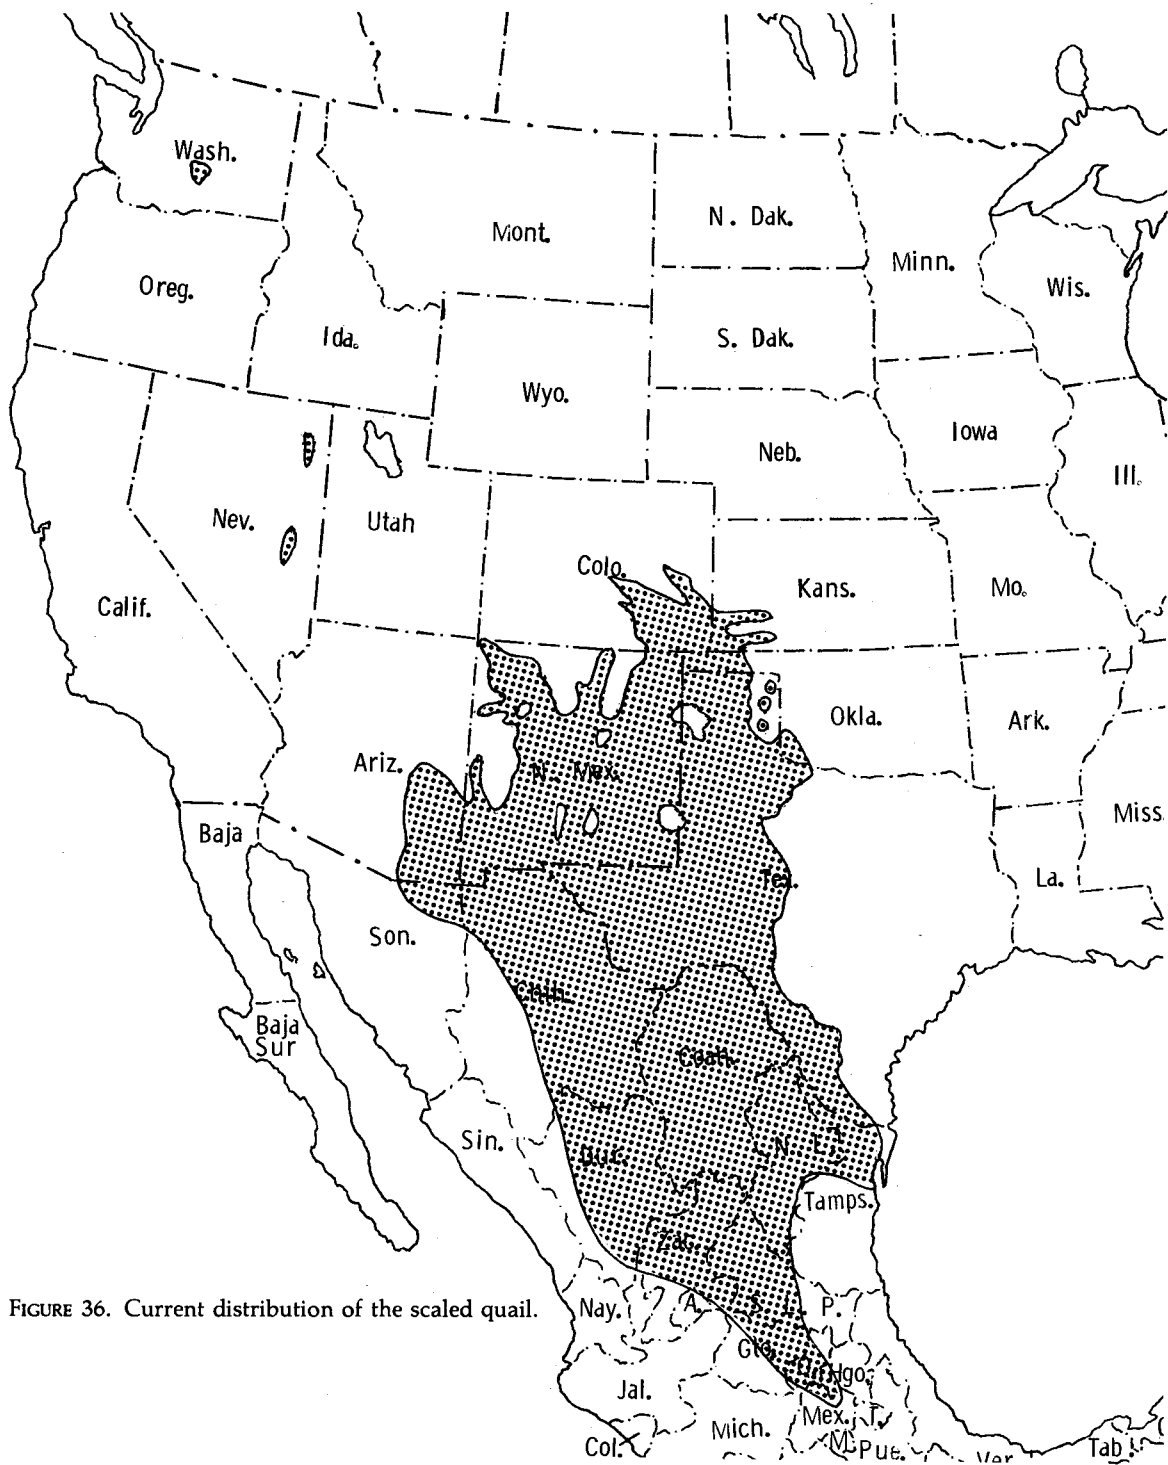 Wash.
Mont.
N. Dak.
Minn.
Oreg.
Wis.
Ida.
S. Dak.
Wyo.
Iowa
Neb.
Ill.
Nev.
Utah
Colo.
Kans.
Mo.
Calif.
Okla.
Ark.
Ariz.
N. Mex.
Miss.
Baja
Tex.
La.
Son.
Chih.
Baja
Sur
Coah.
Sin.
Dur.
N. L.
Tamps.
Zac.
FIGURE 36. Current distribution of the scaled quail.
Nay.
A.
S.
P.
Gto.
Hgo.
Jal.
Mex.
T.
Mich.
Col.
M.
Pue.
Ver.
Tab.